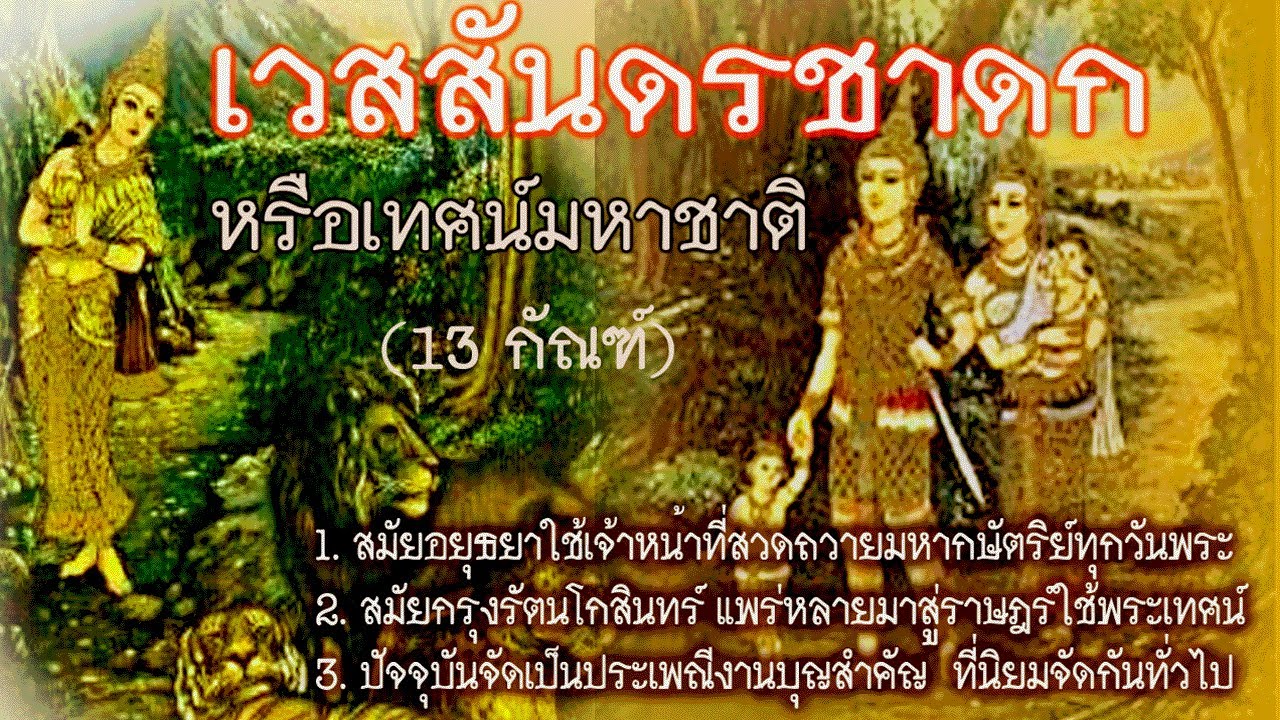 เวสสันดรชาดก
หรือเทศน์มหาชาติ
(13 กัณฑ์)
1. สมัยอยุธยาใช้เจ้าหน้าที่สวดถวายมหากษัตริย์ทุกวันพระ
2. สมัยกรุงรัตนโกสินทร์ แพร่หลายมาสู่ราษฎร์ใช้พระเทศน์
3. ปัจจุบันจัดเป็นประเพณีงานบุญสำคัญ ที่นิยมจัดกันทั่วไป